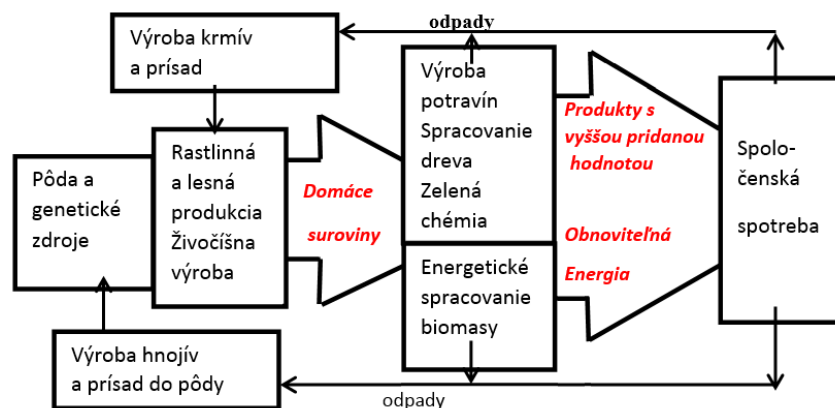 odpady
Výroba krmív
a prísad
Pôda a
genetické
zdroje
Rastlinná
a lesná
produkcia
Živočíšna
výroba
Domáce
suroviny
Výroba
potravín
Spracovanie
dreva
Zelená
chémia
Energetické
spracovanie
biomasy
Produkty s
vyššou pridanou
hodnotou
Obnoviteľná
Energia
Spolo-
čenská
spotreba
Výroba hnojív
a prísad do pôdy
odpady